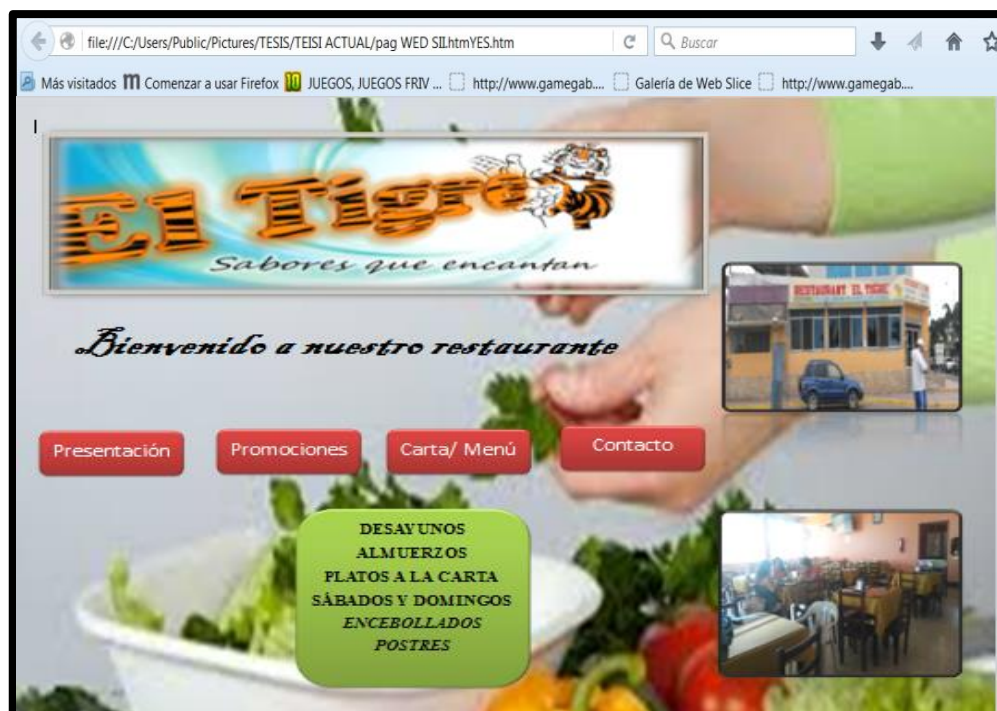 file:///C:/Users/Public/Pictures/TESIS/TEISI ACTUAL/pag WED SII.htmYES.htm
Buscar
Más visitados
Comenzar a usar Firefox
JUEGOS, JUEGOS FRIV ...
http://www.gamegab....
Galería de Web Slice
http://www.gamegab....
El Tigre
Sabores que encantan
RESTAURANT EL TIGRE
Bienvenido a nuestro restaurante
Presentación
Promociones
Carta/ Menú
Contacto
DESAYUNOS
ALMUERZOS
PLATOS A LA CARTA
SÁBADOS Y DOMINGOS
ENCEBOLLADOS
POSTRES